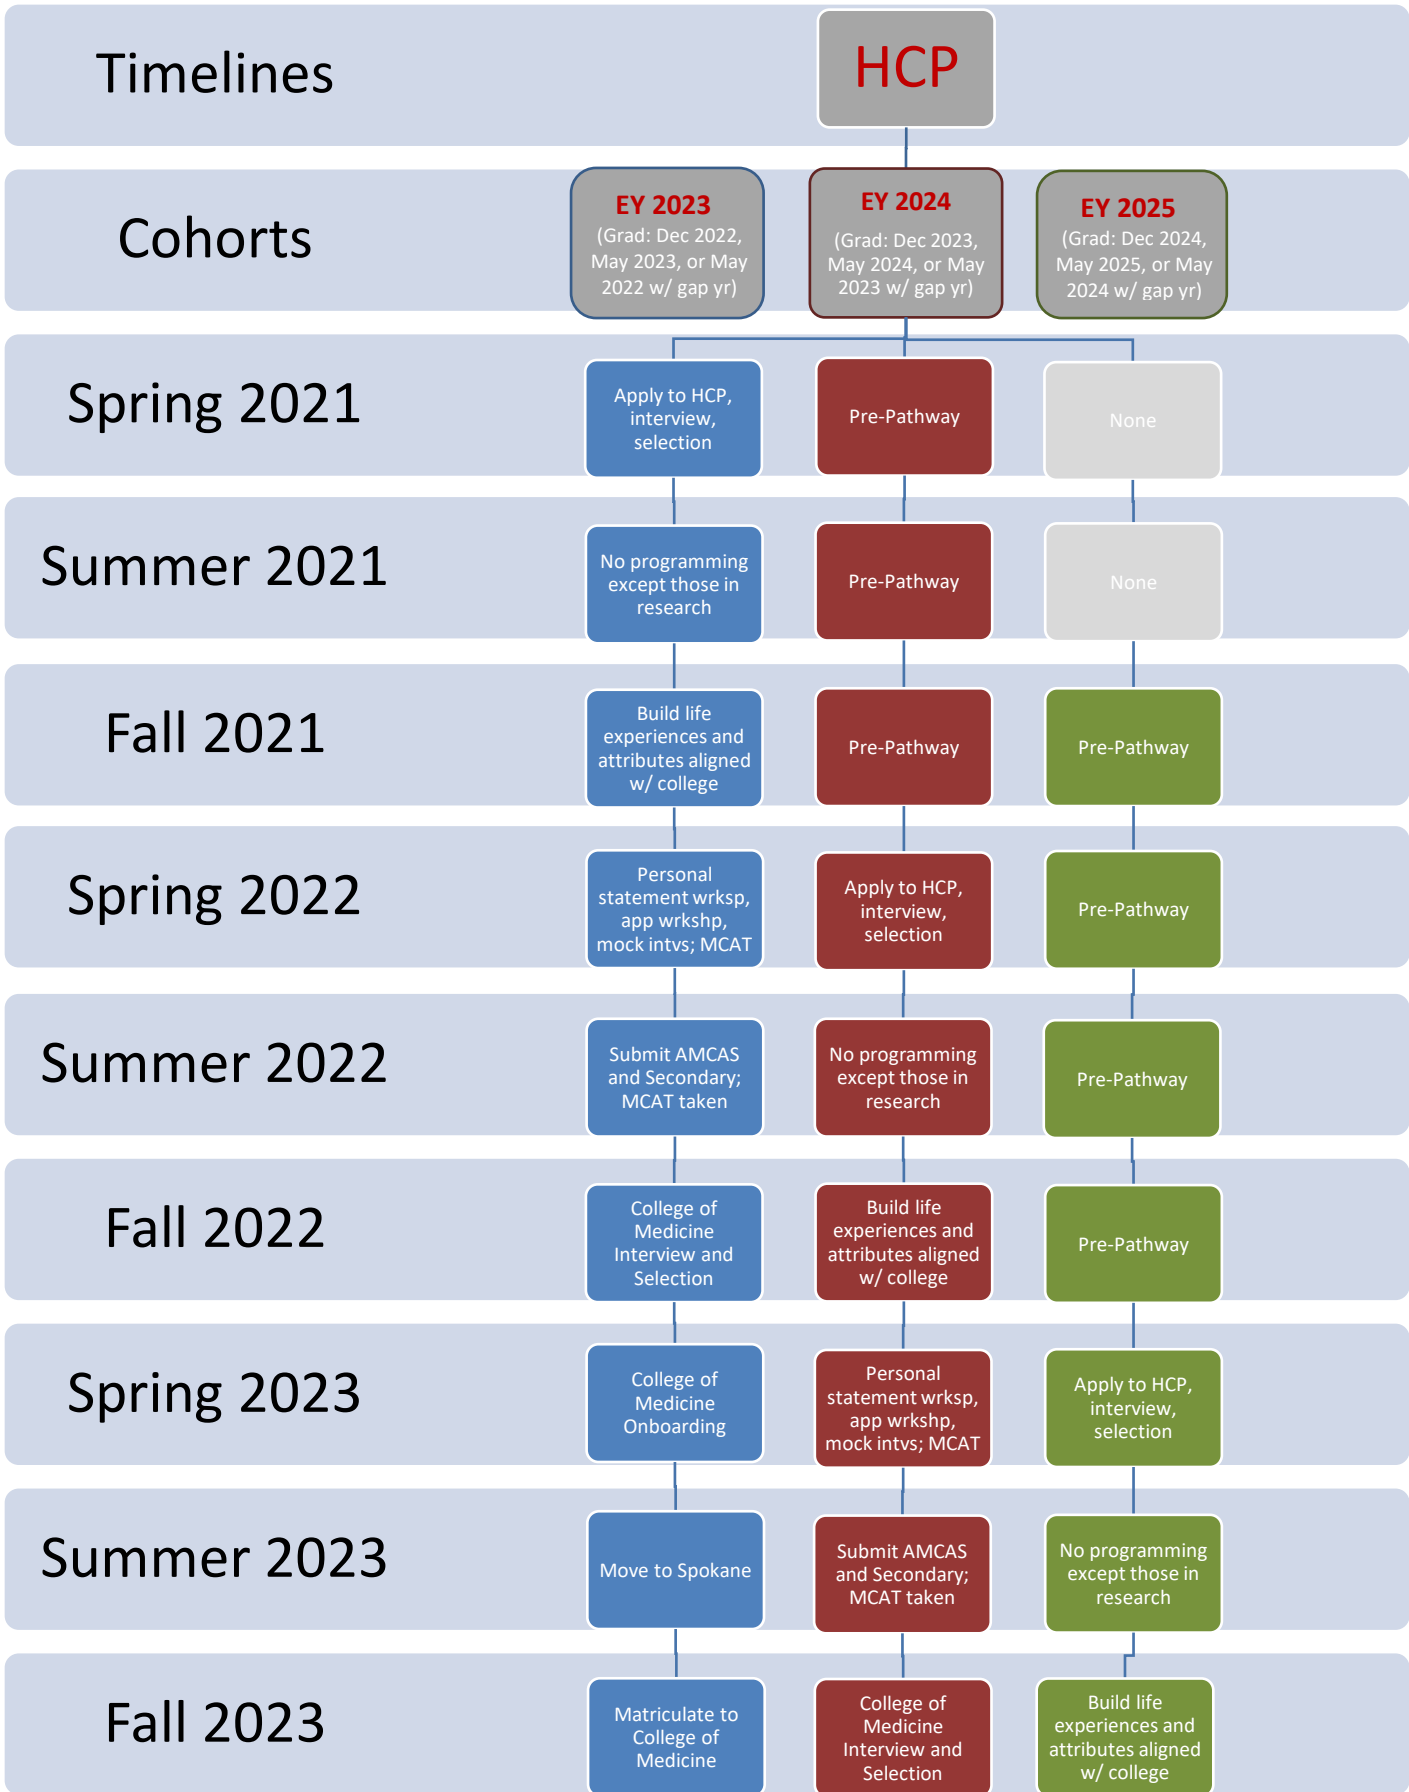 Timelines
HCP
Cohorts
EY 2023
(Grad: Dec 2022,
May 2023, or May
2022 w/ gap yr)
EY 2024
(Grad: Dec 2023,
May 2024, or May
2023 w/ gap yr)
EY 2025
(Grad: Dec 2024,
May 2025, or May
2024 w/ gap yr)
Spring 2021
Apply to HCP,
interview,
selection
Pre-Pathway
None
Summer 2021
No programming
except those in
research
Pre-Pathway
None
Fall 2021
Build life
experiences and
attributes aligned
w/ college
Pre-Pathway
Pre-Pathway
Spring 2022
Personal
statement wrksp,
app wrkshp,
mock intvs; MCAT
Apply to HCP,
interview,
selection
Pre-Pathway
Summer 2022
Submit AMCAS
and Secondary;
MCAT taken
No programming
except those in
research
Pre-Pathway
Fall 2022
College of
Medicine
Interview and
Selection
Build life
experiences and
attributes aligned
w/ college
Pre-Pathway
Spring 2023
College of
Medicine
Onboarding
Personal
statement wrksp,
app wrkshp,
mock intvs; MCAT
Apply to HCP,
interview,
selection
Summer 2023
Move to Spokane
Submit AMCAS
and Secondary;
MCAT taken
No programming
except those in
research
Fall 2023
Matriculate to
College of
Medicine
College of
Medicine
Interview and
Selection
Build life
experiences and
attributes aligned
w/ college